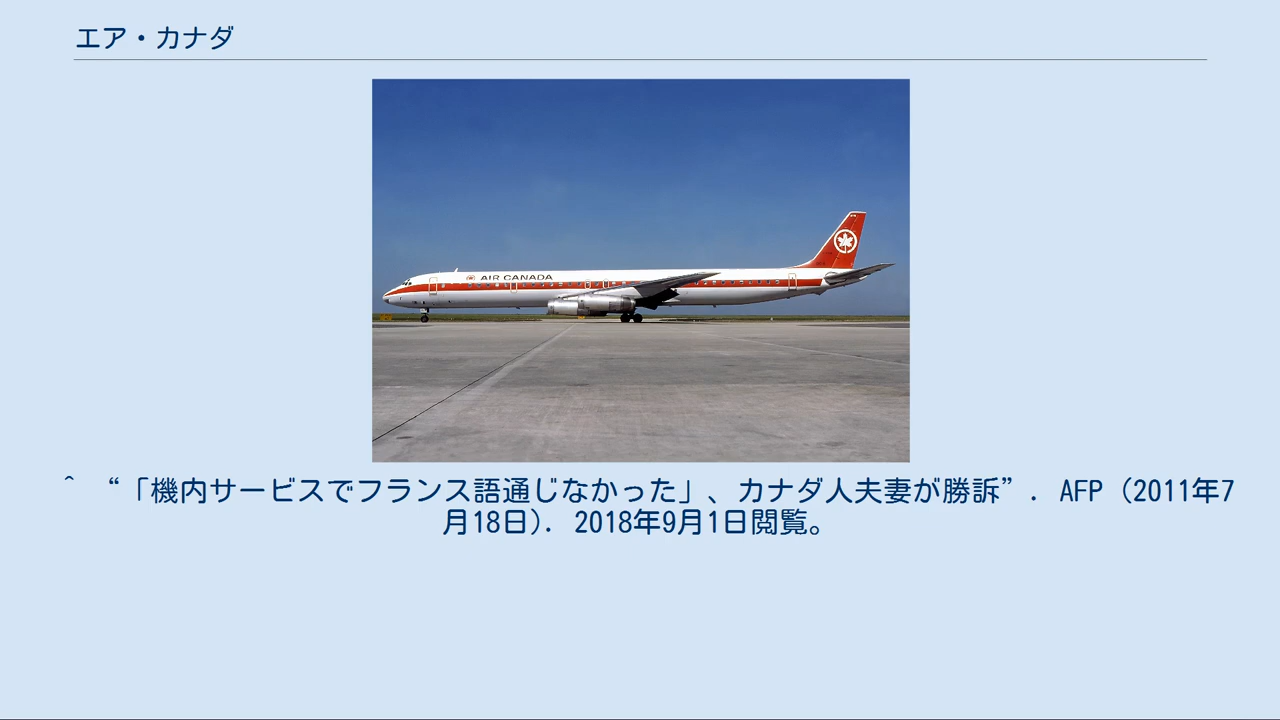 エア・カナダ
AIR CANADA
^ “「機内サービスでフランス語通じなかった」、カナダ人夫妻が勝訴”. AFP (2011年7
月18日). 2018年9月1日閲覧。